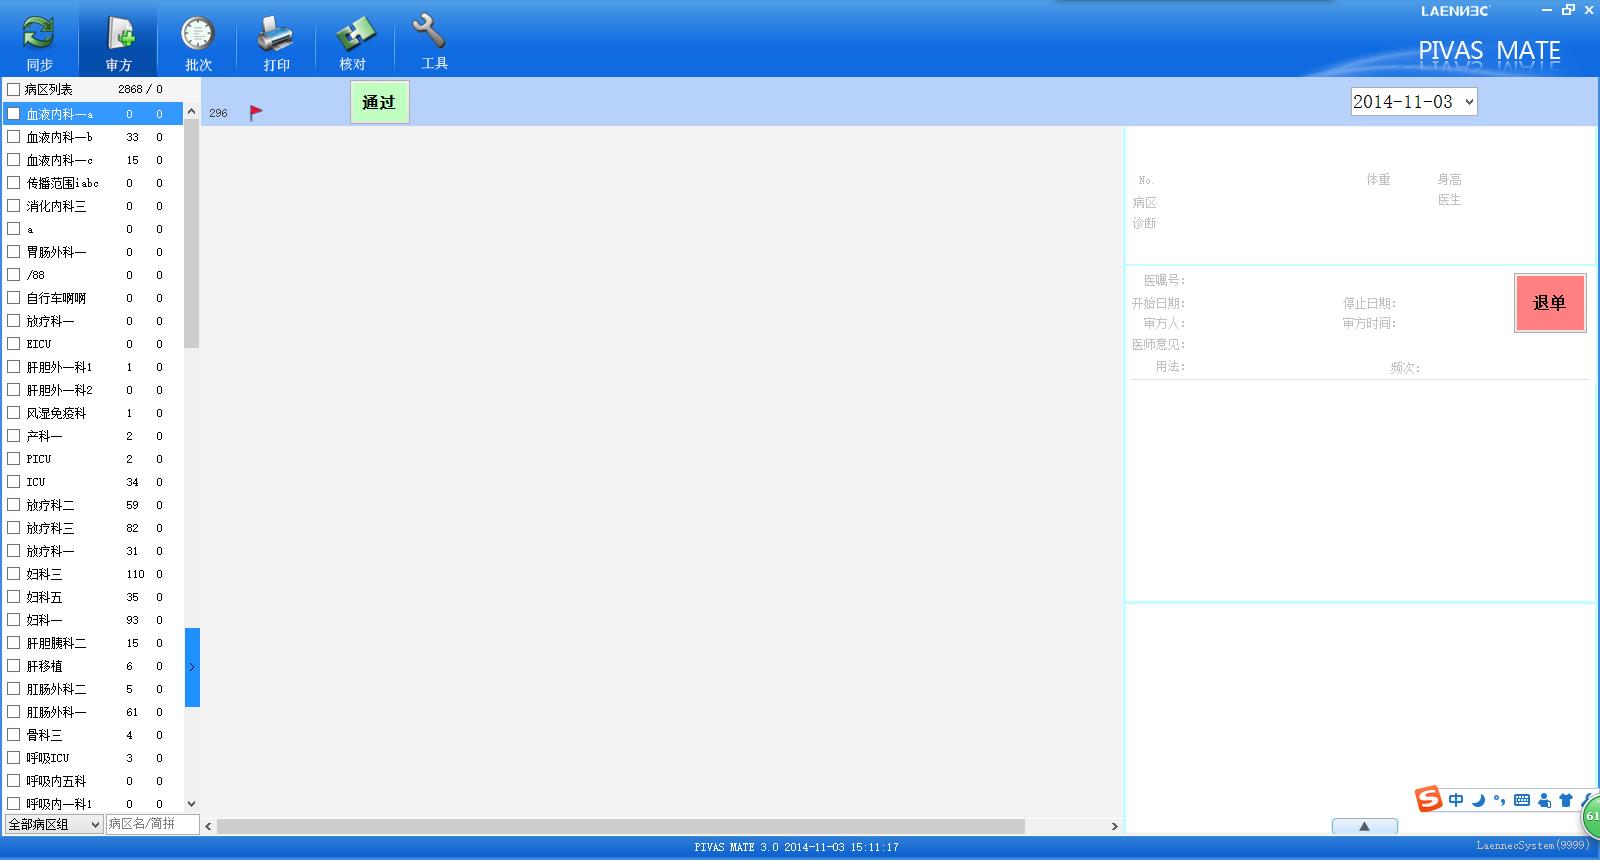 LAENNEC
PIVAS MATE
同步 审方 批次 打印 核对 工具
病区列表 2868 / 0
296 通过 2014-11-03
血液内科一a 0 0
血液内科一b 33 0
血液内科一c 15 0
传播范围iabc 0 0
消化内科三 0 0
a 0 0
胃肠外科一 0 0
/88 0 0
自行车啊啊 0 0
放疗科一 0 0
EICU 0 0
肝胆外一科1 1 0
肝胆外一科2 0 0
风湿免疫科 1 0
产科一 2 0
PICU 2 0
ICU 34 0
放疗科二 59 0
放疗科三 82 0
放疗科一 31 0
妇科三 110 0
妇科五 35 0
妇科一 93 0
肝胆胰科二 15 0
肝移植 6 0
肛肠外科二 5 0
肛肠外科一 61 0
骨科三 4 0
呼吸ICU 3 0
呼吸内五科 0 0
呼吸内一科1 0 0
全部病区组 病区名/简拼
No. 体重 身高
病区 医生
诊断
医嘱号:
退单
开始日期: 停止日期:
审方人: 审方时间:
医师意见:
用法: 频次:
中
61
PIVAS MATE 3.0 2014-11-03 15:11:17
LaennecSystem(9999)